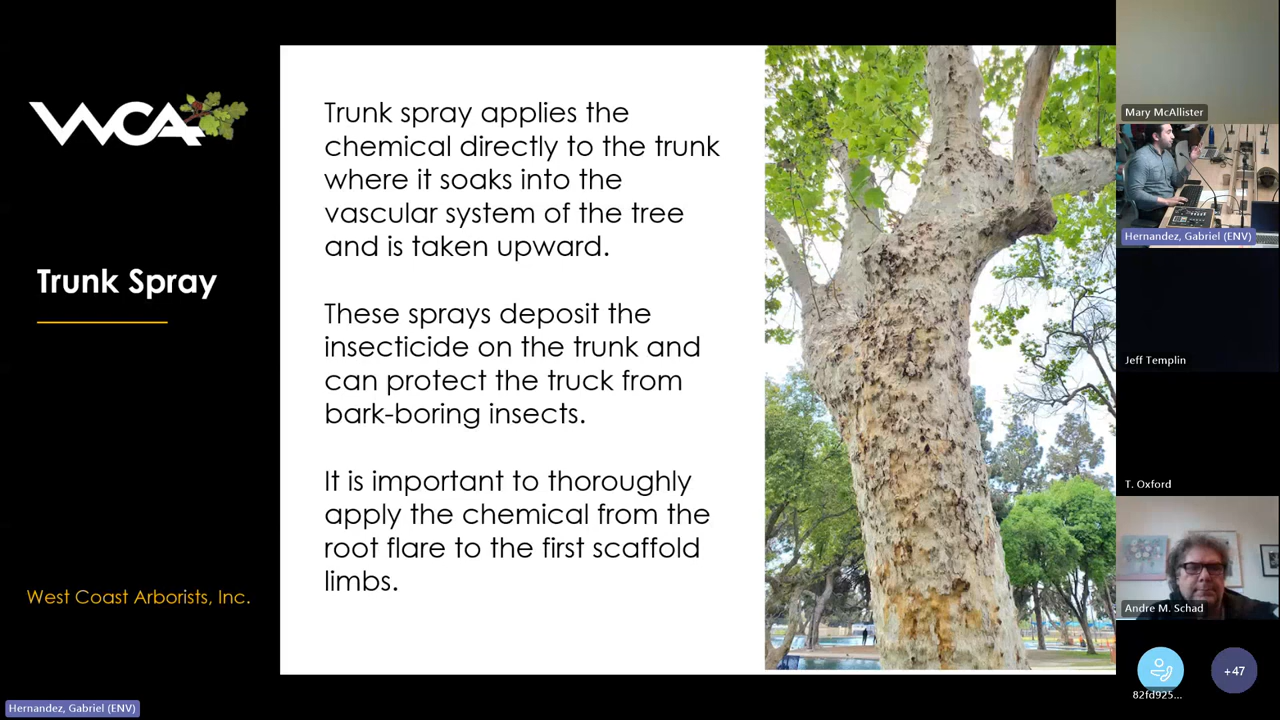 WCA
Trunk Spray
West Coast Arborists, Inc.
Trunk spray applies the
chemical directly to the trunk
where it soaks into the
vascular system of the tree
and is taken upward.
These sprays deposit the
insecticide on the trunk and
can protect the truck from
bark-boring insects.
It is important to thoroughly
apply the chemical from the
root flare to the first scaffold
limbs.
Mary McAllister
Hernandez, Gabriel (ENV)
Jeff Templin
T. Oxford
Andre M. Schad
82fd925...
+47
Hernandez, Gabriel (ENV)